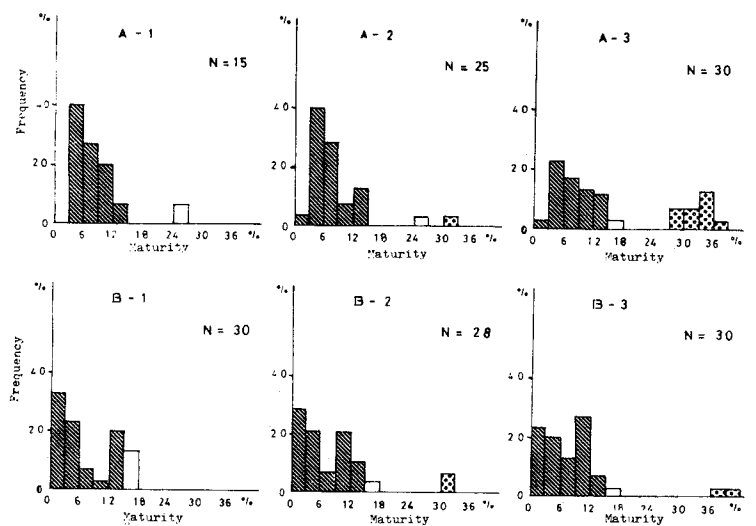 %
A - 1
N = 15
Frequency
40
20
0
6 12 18 24 30 36 %
Maturity
%
A - 2
N = 25
40
20
0
0 6 12 18 24 30 36 %
Maturity
%
A - 3
N = 30
40
20
0
0 6 12 18 24 30 36 %
Maturity
%
B - 1
N = 30
Frequency
40
20
0
0 6 12 18 24 30 36 %
Maturity
%
B - 2
N = 28
40
20
0
0 6 12 18 24 30 36 %
Maturity
%
B - 3
N = 30
40
20
0
0 6 12 18 24 30 36 %
Maturity